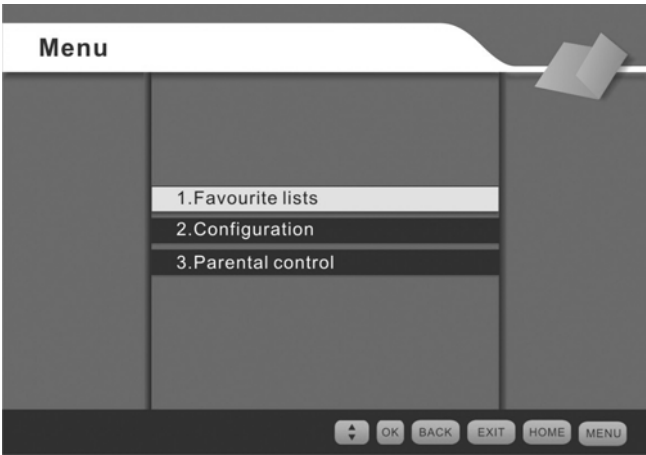 Menu
1.Favourite lists
2.Configuration
3.Parental control
OK BACK EXIT HOME MENU